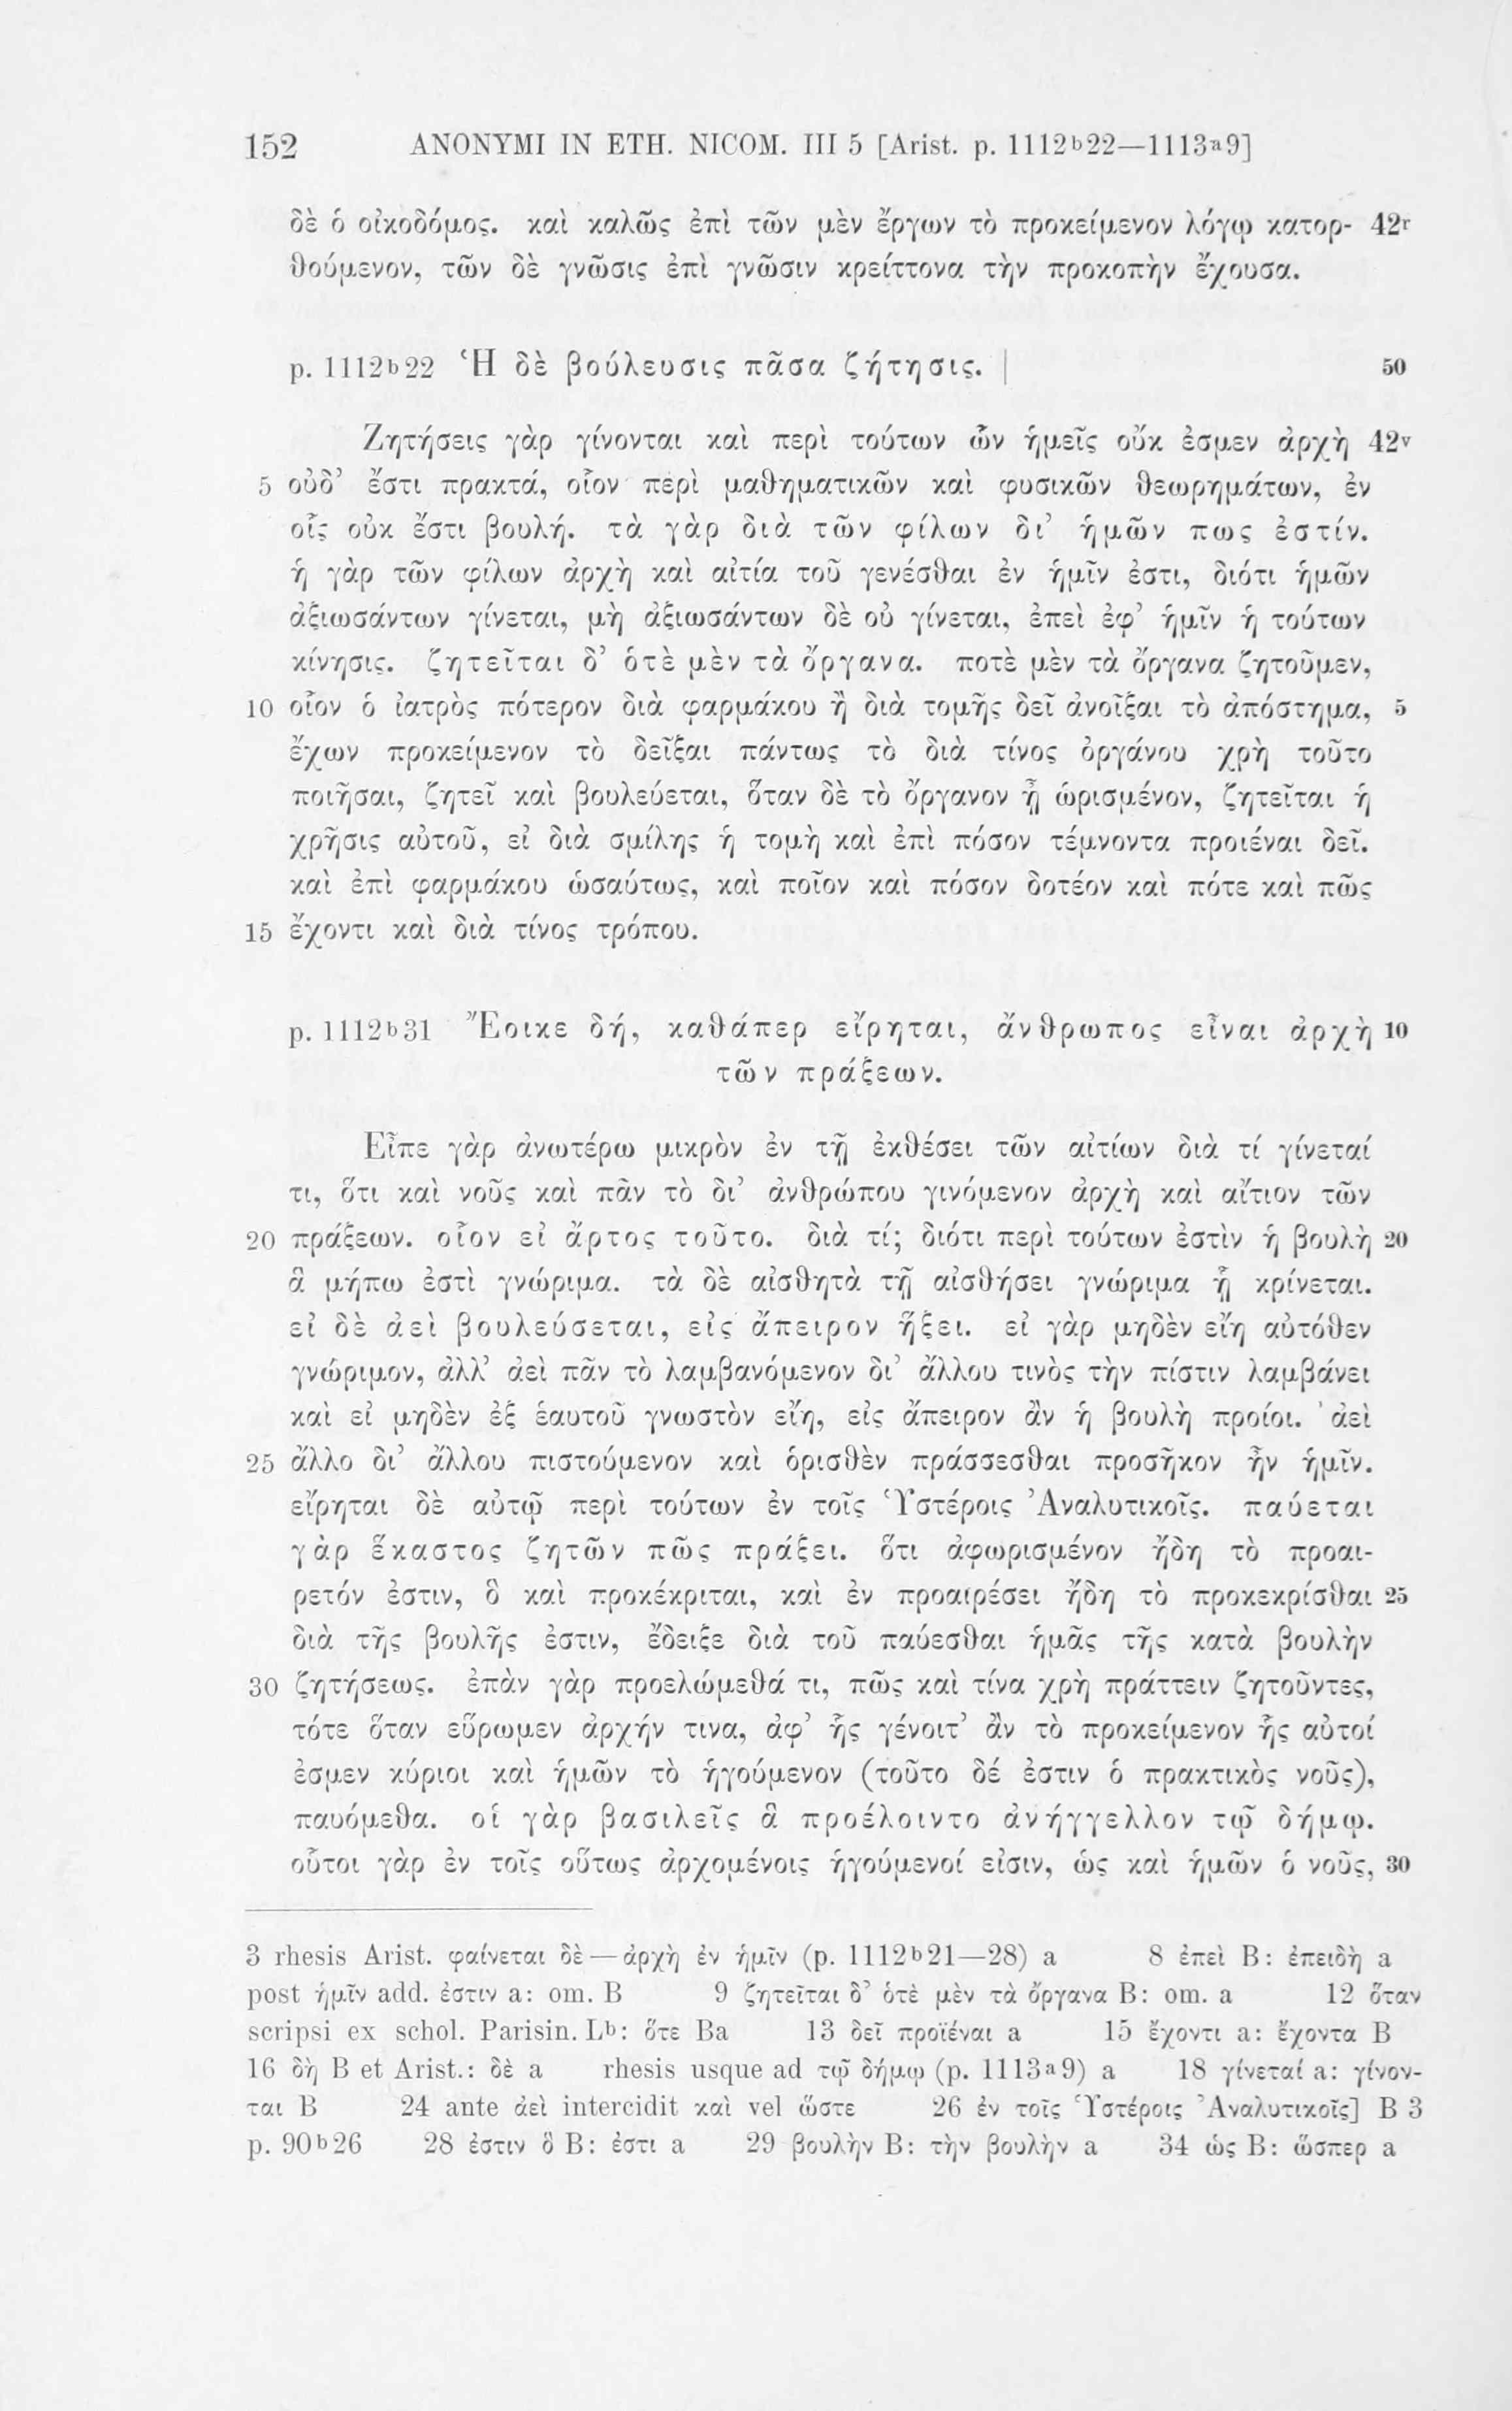 152 ANONYMI IN ETH. NICOM. III 5 [Arist. p. 1112b22—1113a9]
δὲ ὁ οἰκοδόμος. καὶ καλῶς ἐπὶ τῶν μὲν ἔργων τὸ προκείμενον λόγῳ κατορ- 42r
θούμενον, τῶν δὲ γνῶσις ἐπὶ γνῶσιν κρείττονα τὴν προκοπὴν ἔχουσα.
p. 1112b22 Ἡ δὲ βούλευσις πᾶσα ζήτησις. | 50
Ζητήσεις γὰρ γίνονται καὶ περὶ τούτων ὧν ἡμεῖς οὔκ ἐσμεν ἀρχὴ 42v
5 οὐδ’ ἔστι πρακτά, οἷον περὶ μαθηματικῶν καὶ φυσικῶν θεωρημάτων, ἐν
οἷς οὐκ ἔστι βουλή. τὰ γὰρ διὰ τῶν φίλων δι’ ἡμῶν πως ἐστίν.
ἡ γὰρ τῶν φίλων ἀρχὴ καὶ αἰτία τοῦ γενέσθαι ἐν ἡμῖν ἐστι, διότι ἡμῶν
ἀξιωσάντων γίνεται, μὴ ἀξιωσάντων δὲ οὐ γίνεται, ἐπεὶ ἐφ’ ἡμῖν ἡ τούτων
κίνησις. ζητεῖται δ’ ὁτὲ μὲν τὰ ὄργανα. ποτὲ μὲν τὰ ὄργανα ζητοῦμεν,
10 οἷον ὁ ἰατρὸς πότερον διὰ φαρμάκου ἢ διὰ τομῆς δεῖ ἀνοῖξαι τὸ ἀπόστημα, 5
ἔχων προκείμενον τὸ δεῖξαι πάντως τὸ διὰ τίνος ὀργάνου χρὴ τοῦτο
ποιῆσαι, ζητεῖ καὶ βουλεύεται, ὅταν δὲ τὸ ὄργανον ᾖ ὡρισμένον, ζητεῖται ἡ
χρῆσις αὐτοῦ, εἰ διὰ σμίλης ἡ τομὴ καὶ ἐπὶ πόσον τέμνοντα προιέναι δεῖ.
καὶ ἐπὶ φαρμάκου ὡσαύτως, καὶ ποῖον καὶ πόσον δοτέον καὶ πότε καὶ πῶς
15 ἔχοντι καὶ διὰ τίνος τρόπου.
p. 1112b31 Ἔοικε δή, καθάπερ εἴρηται, ἄνθρωπος εἶναι ἀρχὴ 10
τῶν πράξεων.
Εἶπε γὰρ ἀνωτέρω μικρὸν ἐν τῇ ἐκθέσει τῶν αἰτίων διὰ τί γίνεταί
τι, ὅτι καὶ νοῦς καὶ πᾶν τὸ δι’ ἀνθρώπου γινόμενον ἀρχὴ καὶ αἴτιον τῶν
20 πράξεων. οἷον εἰ ἄρτος τοῦτο. διὰ τί; διότι περὶ τούτων ἐστὶν ἡ βουλὴ 20
ἃ μήπω ἐστὶ γνώριμα. τὰ δὲ αἰσθητὰ τῇ αἰσθήσει γνώριμα ᾗ κρίνεται.
εἰ δὲ ἀεὶ βουλεύσεται, εἰς ἄπειρον ἥξει. εἰ γὰρ μηδὲν εἴη αὐτόθεν
γνώριμον, ἀλλ’ ἀεὶ πᾶν τὸ λαμβανόμενον δι’ ἄλλου τινὸς τὴν πίστιν λαμβάνει
καὶ εἰ μηδὲν ἐξ ἑαυτοῦ γνωστὸν εἴη, εἰς ἄπειρον ἂν ἡ βουλὴ προίοι. ’ ἀεὶ
25 ἄλλο δι’ ἄλλου πιστούμενον καὶ ὁρισθὲν πράσσεσθαι προσῆκον ἦν ἡμῖν.
εἴρηται δὲ αὐτῷ περὶ τούτων ἐν τοῖς Ὑστέροις Ἀναλυτικοῖς. παύεται
γὰρ ἕκαστος ζητῶν πῶς πράξει. ὅτι ἀφωρισμένον ἤδη τὸ προαι-
ρετόν ἐστιν, ὃ καὶ προκέκριται, καὶ ἐν προαιρέσει ἤδη τὸ προκεκρίσθαι 25
διὰ τῆς βουλῆς ἐστιν, ἔδειξε διὰ τοῦ παύεσθαι ἡμᾶς τῆς κατὰ βουλὴν
30 ζητήσεως. ἐπὰν γὰρ προελώμεθά τι, πῶς καὶ τίνα χρὴ πράττειν ζητοῦντες,
τότε ὅταν εὕρωμεν ἀρχήν τινα, ἀφ’ ἧς γένοιτ’ ἂν τὸ προκείμενον ἧς αὐτοί
ἐσμεν κύριοι καὶ ἡμῶν τὸ ἡγούμενον (τοῦτο δέ ἐστιν ὁ πρακτικὸς νοῦς),
παυόμεθα. οἱ γὰρ βασιλεῖς ἃ προέλοιντο ἀνήγγελλον τῷ δήμῳ.
οὗτοι γὰρ ἐν τοῖς οὕτως ἀρχομένοις ἡγούμενοί εἰσιν, ὡς καὶ ἡμῶν ὁ νοῦς, 30
3 rhesis Arist. φαίνεται δὲ — ἀρχὴ ἐν ἡμῖν (p. 1112b21—28) a 8 ἐπεὶ B: ἐπειδὴ a
post ἡμῖν add. ἐστιν a: om. B 9 ζητεῖται δ’ ὁτὲ μὲν τὰ ὄργανα B: om. a 12 ὅταν
scripsi ex schol. Parisin. Lb: ὅτε Ba 13 δεῖ προϊέναι a 15 ἔχοντι a: ἔχοντα B
16 δὴ B et Arist.: δὲ a rhesis usque ad τῷ δήμῳ (p. 1113a9) a 18 γίνεταί a: γίνον-
ται B 24 ante ἀεὶ intercidit καὶ vel ὥστε 26 ἐν τοῖς Ὑστέροις Ἀναλυτικοῖς] B 3
p. 90b26 28 ἐστιν ὃ B: ἐστι a 29 βουλὴν B: τὴν βουλὴν a 34 ὡς B: ὥσπερ a